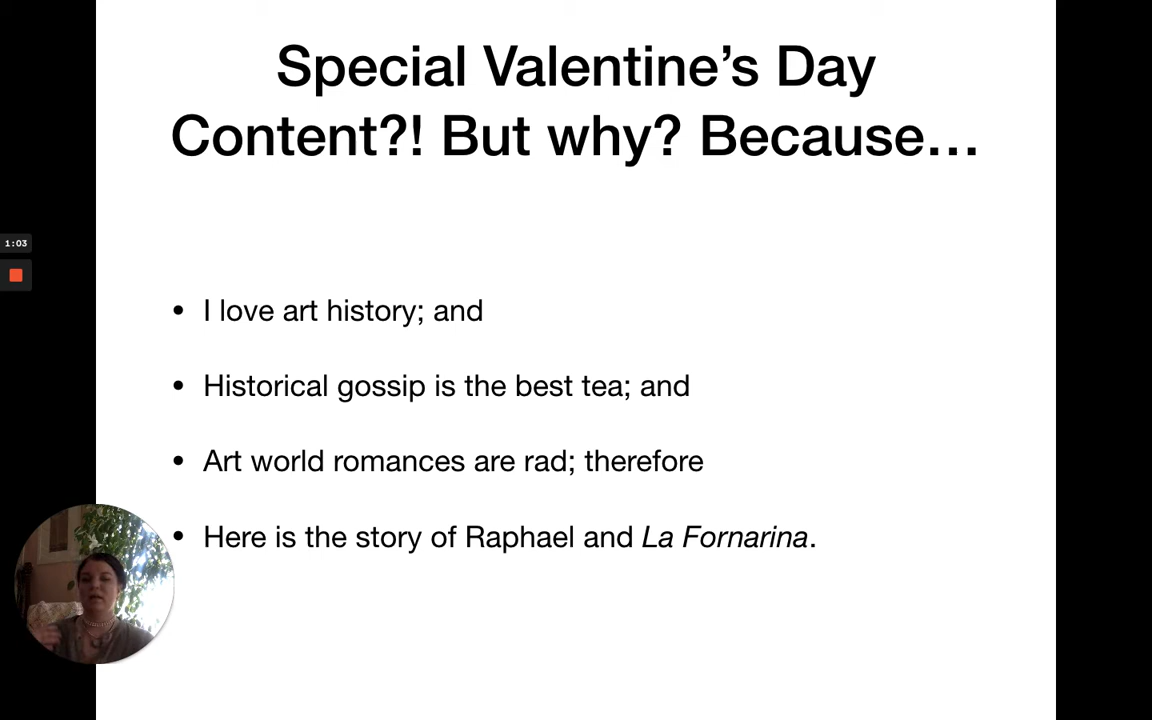 Special Valentine’s Day
Content?! But why? Because…
1:03
• I love art history; and
• Historical gossip is the best tea; and
• Art world romances are rad; therefore
• Here is the story of Raphael and La Fornarina.